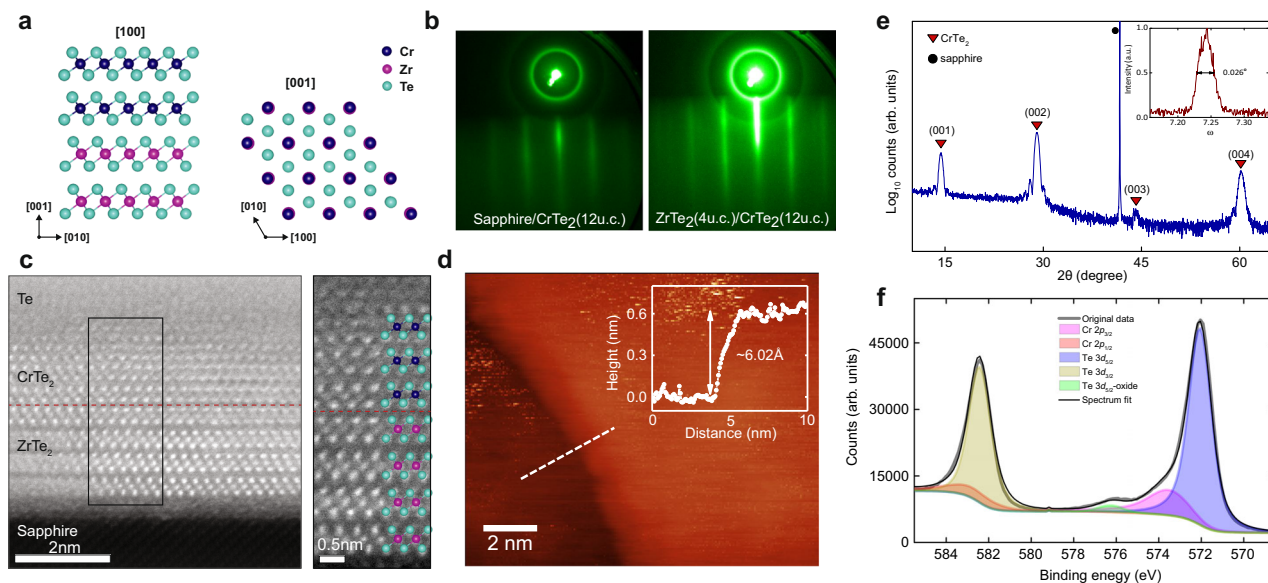 a
[100]
Cr
Zr
Te
[001]
[001]
[010]
[010]
[100]
b
Sapphire/CrTe₂(12u.c.)
ZrTe₂(4u.c.)/CrTe₂(12u.c.)
c
Te
CrTe₂
ZrTe₂
Sapphire
2nm
0.5nm
d
Height (nm)
0.6
0.3
0.0
~6.02Å
0
5
10
Distance (nm)
2 nm
e
CrTe₂
sapphire
(001)
(002)
(003)
(004)
Log₁₀ counts (arb. units)
15
30
45
60
2θ (degree)
Intensity (a.u.)
1.0
0.5
0.0
0.026°
7.20
7.25
7.30
ω
f
Original data
Cr 2p₃/₂
Cr 2p₁/₂
Te 3d₅/₂
Te 3d₃/₂
Te 3d₅/₂-oxide
Spectrum fit
Counts (arb. units)
45000
30000
15000
0
584
582
580
578
576
574
572
570
Binding enegy (eV)